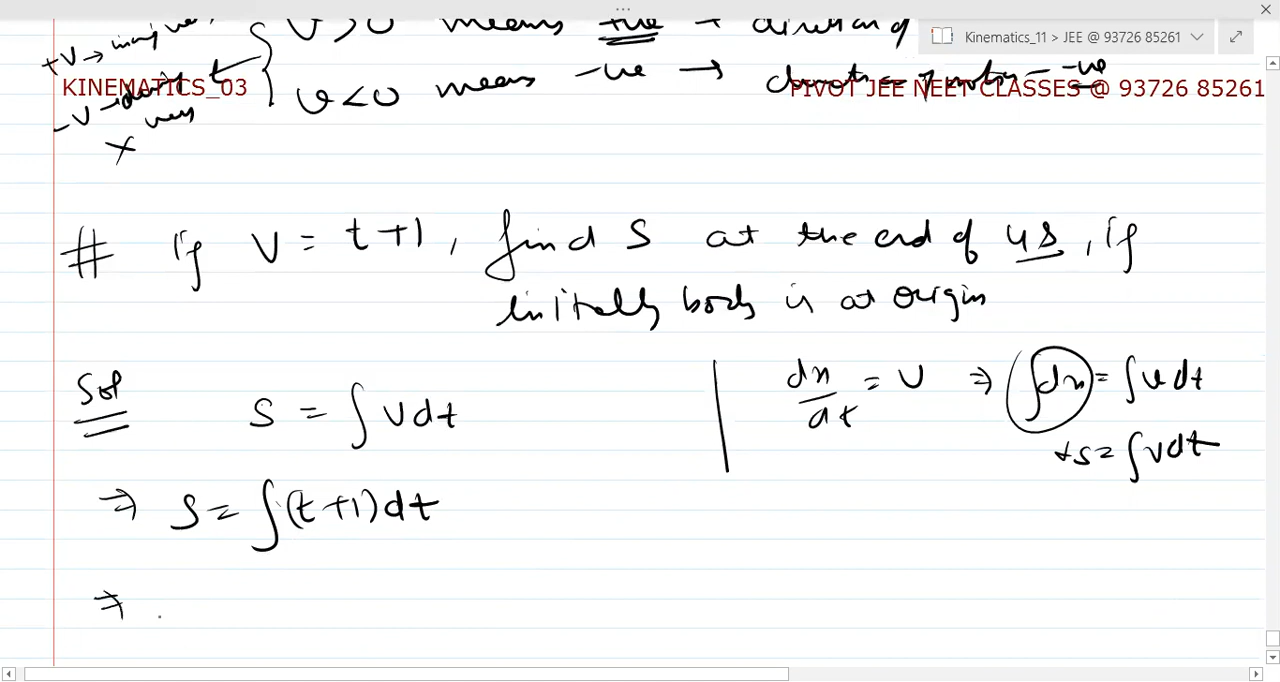 V > 0 means +ve →
Kinematics_11 > JEE @ 93726 85261
+V →
KINEMATICS_03
V < 0 means -ve →
PIVOT JEE NEET CLASSES @ 93726 85261
-V →
# if V = t+1, find S at the end of 4s, if
initially body is at origin
Sol
S = ∫ V dt
dx/dt = V ⇒ ∫dx = ∫ V dt
S = ∫ V dt
⇒ S = ∫(t+1) dt
⇒